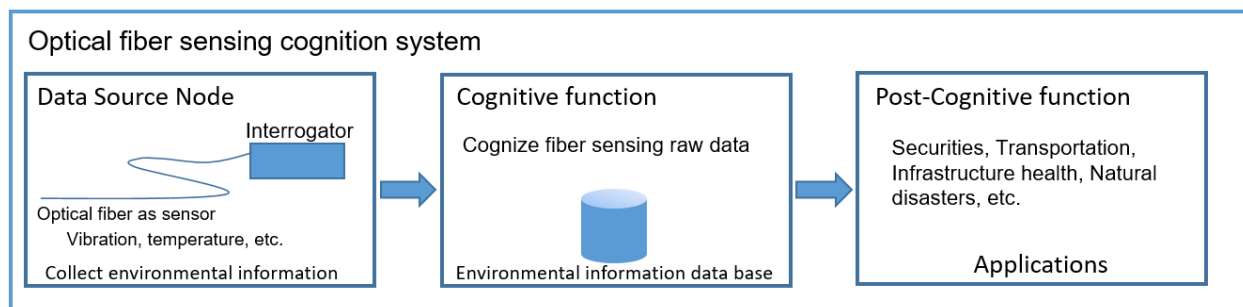 Optical fiber sensing cognition system
Data Source Node
Interrogator
Optical fiber as sensor
Vibration, temperature, etc.
Collect environmental information
Cognitive function
Cognize fiber sensing raw data
Environmental information data base
Post-Cognitive function
Securities, Transportation,
Infrastructure health, Natural
disasters, etc.
Applications